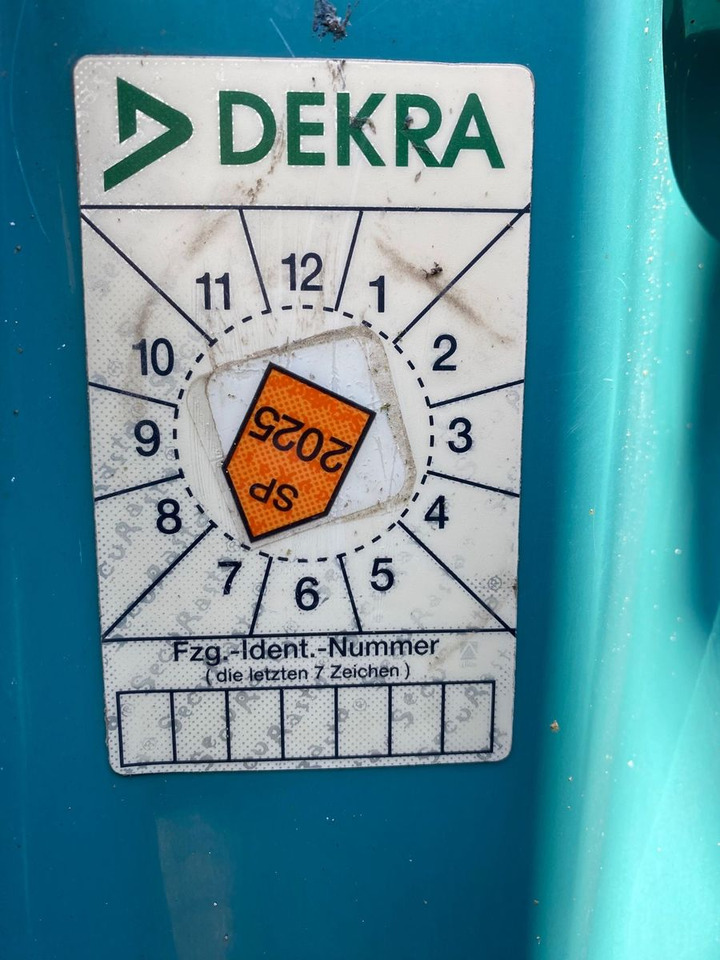 DEKRA
11 12 1
10 2
9 3
2025
SP
8 4
7 6 5
Fzg.-Ident.-Nummer
( die letzten 7 Zeichen )